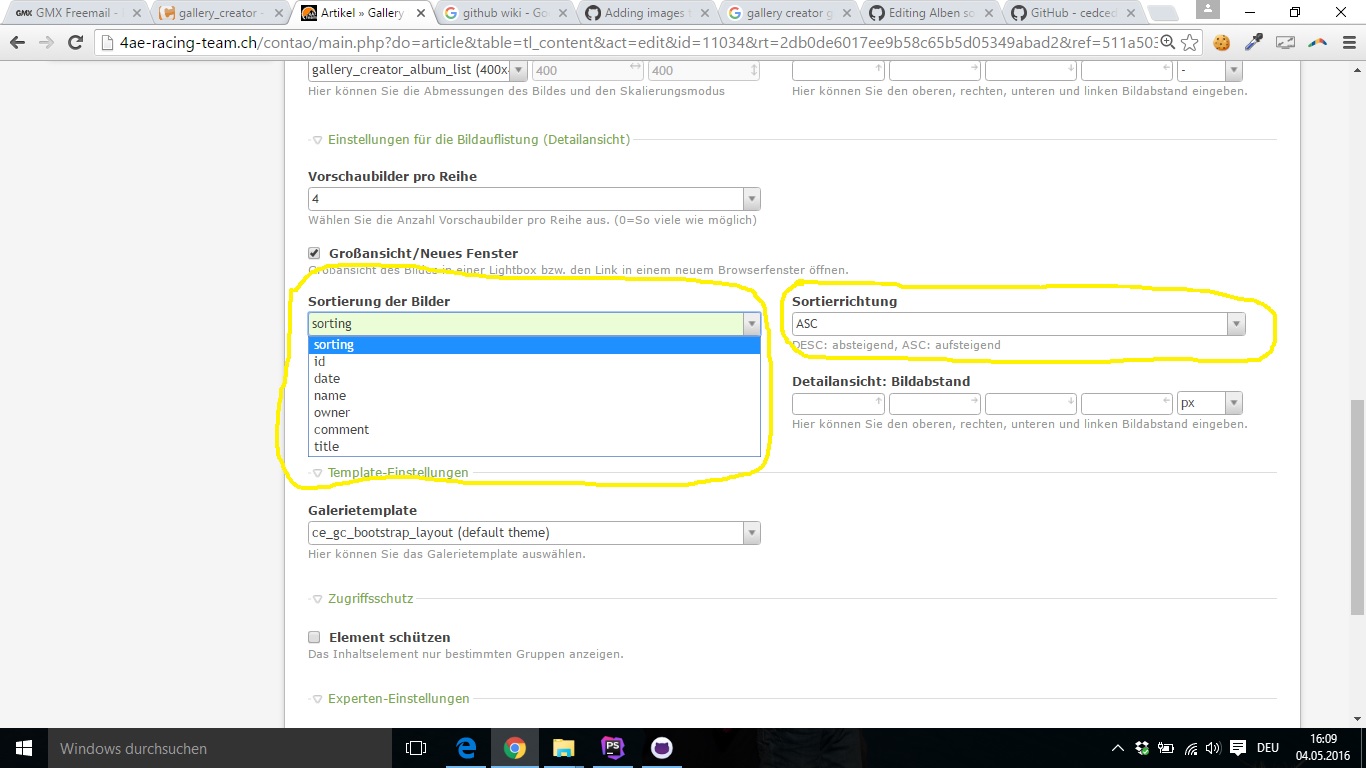 GMX Freemail -
gallery_creator -
Artikel » Gallery
github wiki - Go
Adding images
gallery creator g
Editing Alben so
GitHub - cedced
4ae-racing-team.ch/contao/main.php?do=article&table=tl_content&act=edit&id=11034&rt=2db0de6017ee9b58c65b5d05349abad2&ref=511a503
gallery_creator_album_list (400x
400
400
-
Hier können Sie die Abmessungen des Bildes und den Skalierungsmodus
Hier können Sie den oberen, rechten, unteren und linken Bildabstand eingeben.
Einstellungen für die Bildauflistung (Detailansicht)
Vorschaubilder pro Reihe
4
Wählen Sie die Anzahl Vorschaubilder pro Reihe aus. (0=So viele wie möglich)
Großansicht/Neues Fenster
Großansicht des Bildes in einer Lightbox bzw. den Link in einem neuem Browserfenster öffnen.
Sortierung der Bilder
sorting
sorting
id
date
name
owner
comment
title
Sortierrichtung
ASC
DESC: absteigend, ASC: aufsteigend
Detailansicht: Bildabstand
px
Hier können Sie den oberen, rechten, unteren und linken Bildabstand eingeben.
Template-Einstellungen
Galerietemplate
ce_gc_bootstrap_layout (default theme)
Hier können Sie das Galerietemplate auswählen.
Zugriffsschutz
Element schützen
Das Inhaltselement nur bestimmten Gruppen anzeigen.
Experten-Einstellungen
Windows durchsuchen
PS
DEU
16:09
04.05.2016